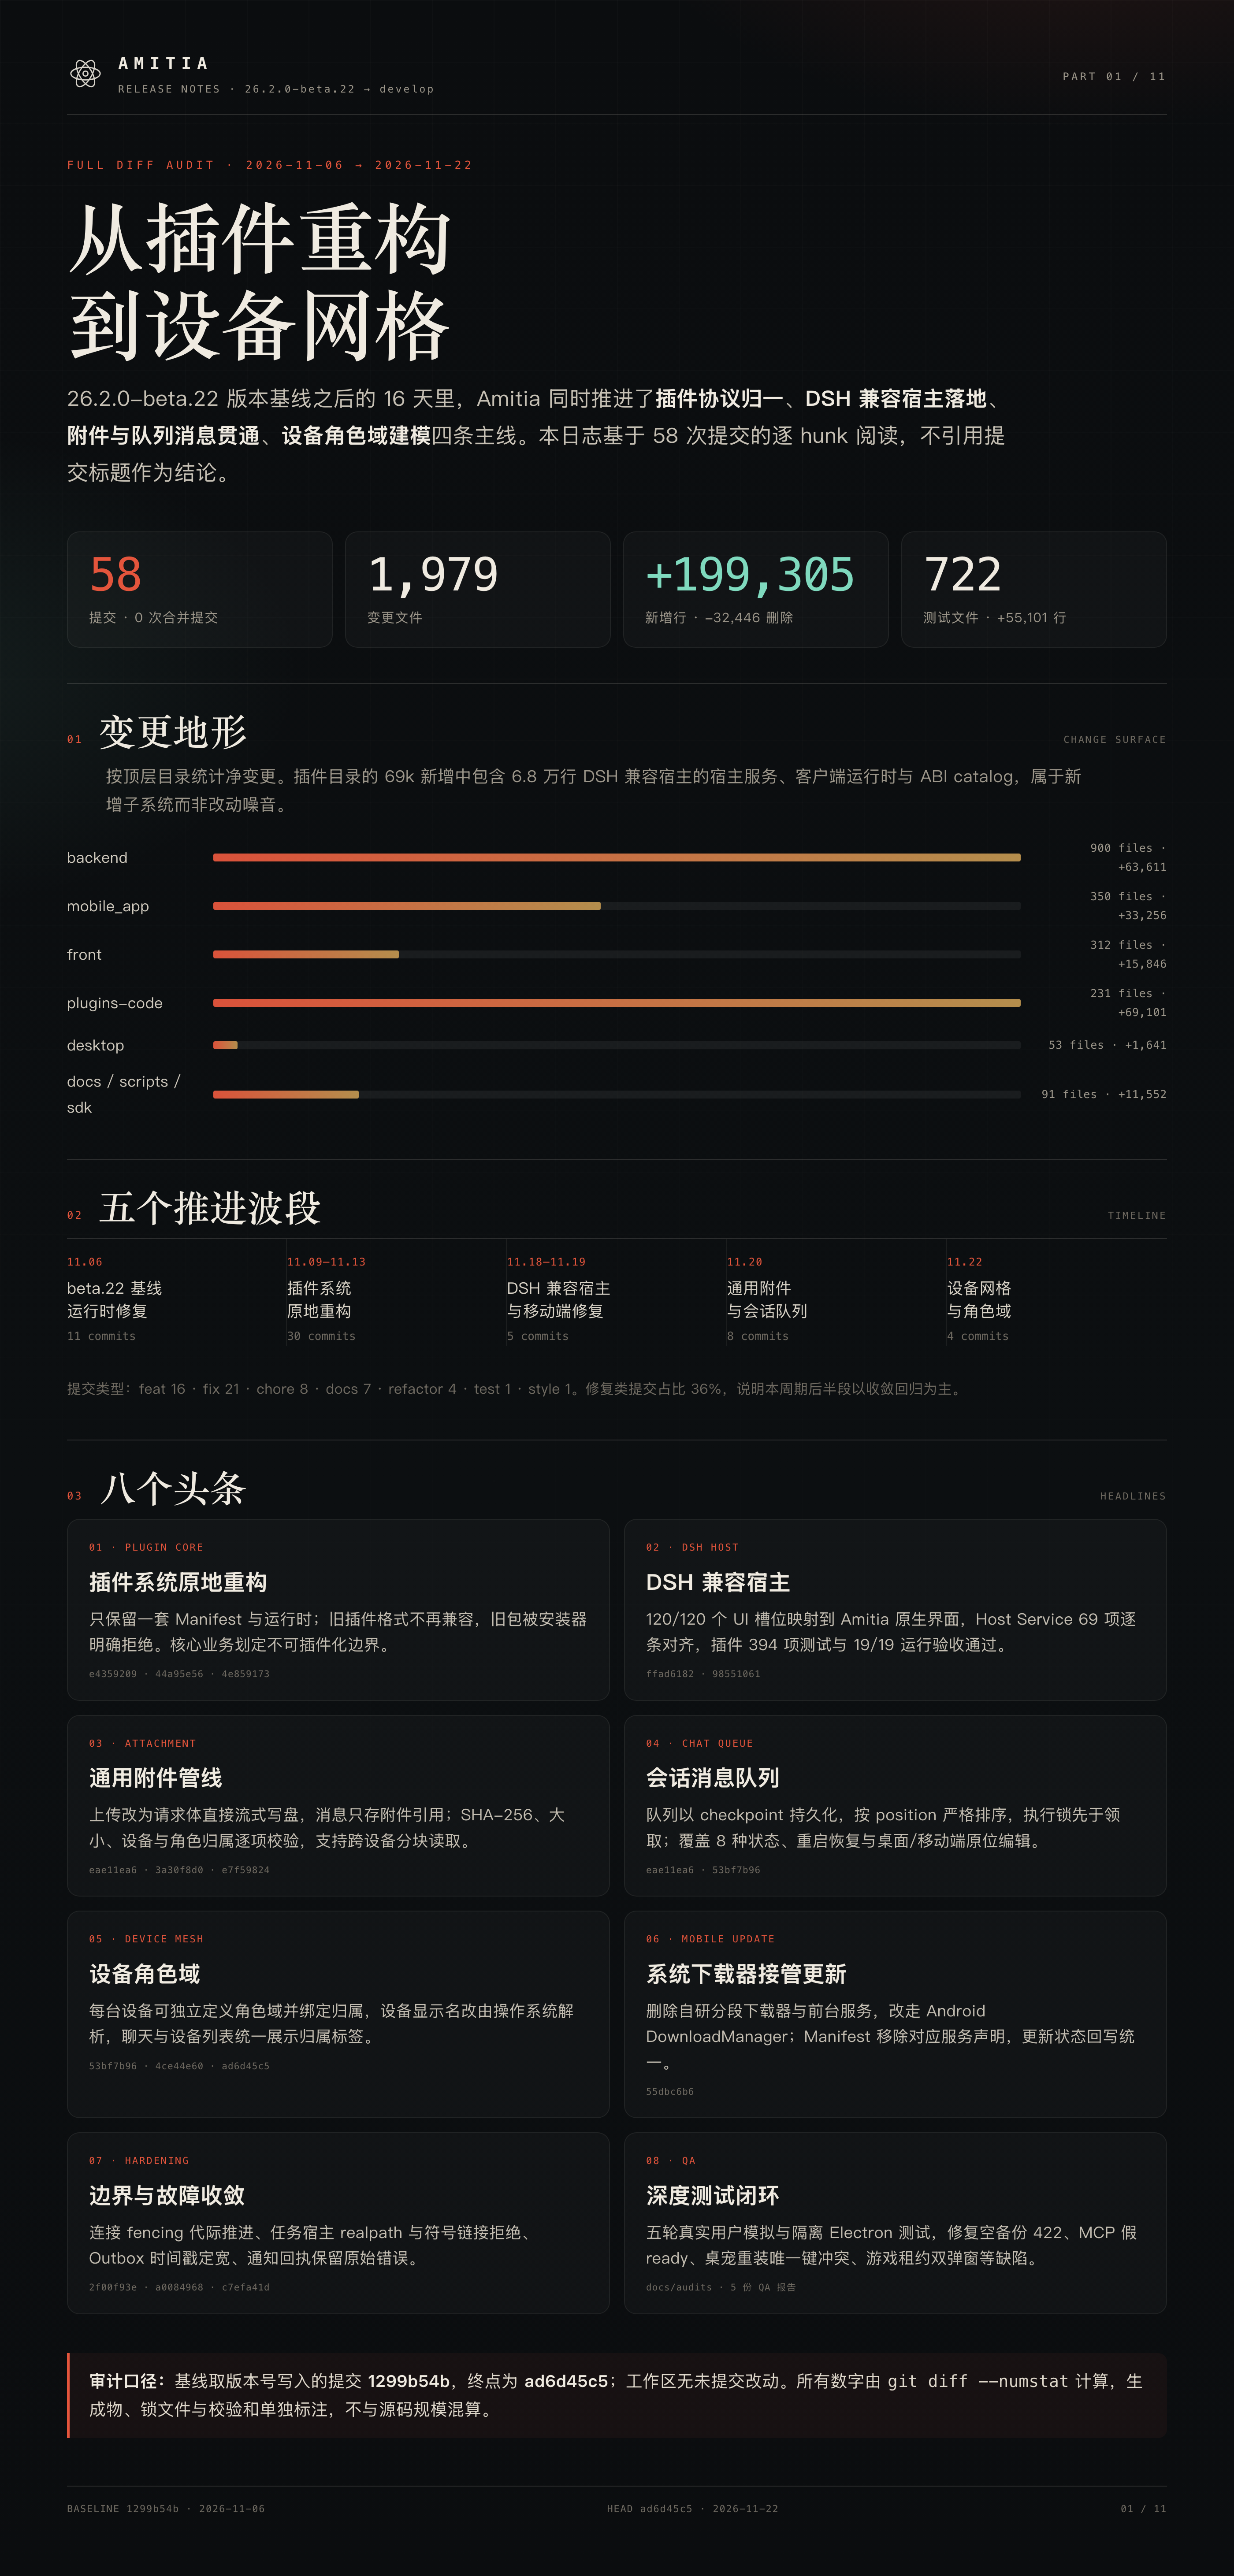 AMITIA
RELEASE NOTES · 26.2.0-beta.22 → develop
PART 01 / 11
FULL DIFF AUDIT · 2026-11-06 → 2026-11-22
从插件重构
到设备网格
26.2.0-beta.22 版本基线之后的 16 天里，Amitia 同时推进了插件协议归一、DSH 兼容宿主落地、
附件与队列消息贯通、设备角色域建模四条主线。本日志基于 58 次提交的逐 hunk 阅读，不引用提
交标题作为结论。
58
提交 · 0 次合并提交
1,979
变更文件
+199,305
新增行 · -32,446 删除
722
测试文件 · +55,101 行
01 变更地形
CHANGE SURFACE
按顶层目录统计净变更。插件目录的 69k 新增中包含 6.8 万行 DSH 兼容宿主的宿主服务、客户端运行时与 ABI catalog，属于新
增子系统而非改动噪音。
backend
900 files ·
+63,611
mobile_app
350 files ·
+33,256
front
312 files ·
+15,846
plugins-code
231 files ·
+69,101
desktop
53 files · +1,641
docs / scripts /
sdk
91 files · +11,552
02 五个推进波段
TIMELINE
11.06
beta.22 基线
运行时修复
11 commits
11.09—11.13
插件系统
原地重构
30 commits
11.18—11.19
DSH 兼容宿主
与移动端修复
5 commits
11.20
通用附件
与会话队列
8 commits
11.22
设备网格
与角色域
4 commits
提交类型：feat 16 · fix 21 · chore 8 · docs 7 · refactor 4 · test 1 · style 1。修复类提交占比 36%，说明本周期后半段以收敛回归为主。
03 八个头条
HEADLINES
01 · PLUGIN CORE
插件系统原地重构
只保留一套 Manifest 与运行时；旧插件格式不再兼容，旧包被安装器
明确拒绝。核心业务划定不可插件化边界。
e4359209 · 44a95e56 · 4e859173
02 · DSH HOST
DSH 兼容宿主
120/120 个 UI 槽位映射到 Amitia 原生界面，Host Service 69 项逐
条对齐，插件 394 项测试与 19/19 运行验收通过。
ffad6182 · 98551061
03 · ATTACHMENT
通用附件管线
上传改为请求体直接流式写盘，消息只存附件引用；SHA-256、大
小、设备与角色归属逐项校验，支持跨设备分块读取。
eae11ea6 · 3a30f8d0 · e7f59824
04 · CHAT QUEUE
会话消息队列
队列以 checkpoint 持久化，按 position 严格排序，执行锁先于领
取；覆盖 8 种状态、重启恢复与桌面/移动端原位编辑。
eae11ea6 · 53bf7b96
05 · DEVICE MESH
设备角色域
每台设备可独立定义角色域并绑定归属，设备显示名改由操作系统解
析，聊天与设备列表统一展示归属标签。
53bf7b96 · 4ce44e60 · ad6d45c5
06 · MOBILE UPDATE
系统下载器接管更新
删除自研分段下载器与前台服务，改走 Android
DownloadManager；Manifest 移除对应服务声明，更新状态回写统
一。
55dbc6b6
07 · HARDENING
边界与故障收敛
连接 fencing 代际推进、任务宿主 realpath 与符号链接拒绝、
Outbox 时间戳定宽、通知回执保留原始错误。
2f00f93e · a0084968 · c7efa41d
08 · QA
深度测试闭环
五轮真实用户模拟与隔离 Electron 测试，修复空备份 422、MCP 假
ready、桌宠重装唯一键冲突、游戏租约双弹窗等缺陷。
docs/audits · 5 份 QA 报告
审计口径：基线取版本号写入的提交 1299b54b，终点为 ad6d45c5；工作区无未提交改动。所有数字由 git diff --numstat 计算，生
成物、锁文件与校验和单独标注，不与源码规模混算。
BASELINE 1299b54b · 2026-11-06
HEAD ad6d45c5 · 2026-11-22
01 / 11